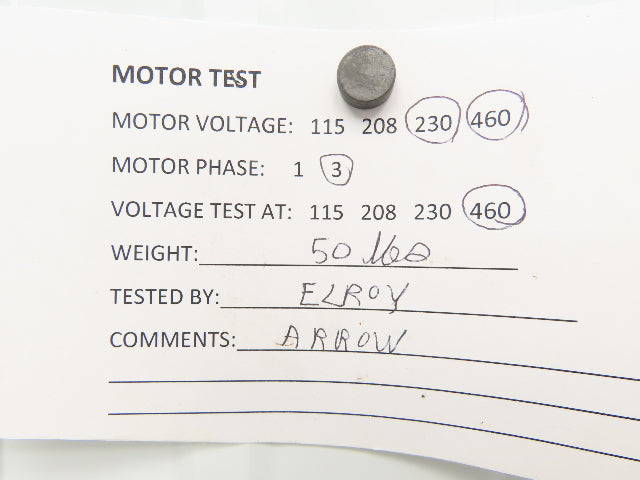 MOTOR TEST
MOTOR VOLTAGE: 115 208 230 460
MOTOR PHASE: 1 3
VOLTAGE TEST AT: 115 208 230 460
WEIGHT: 50 lbs
TESTED BY: ELROY
COMMENTS: ARROW